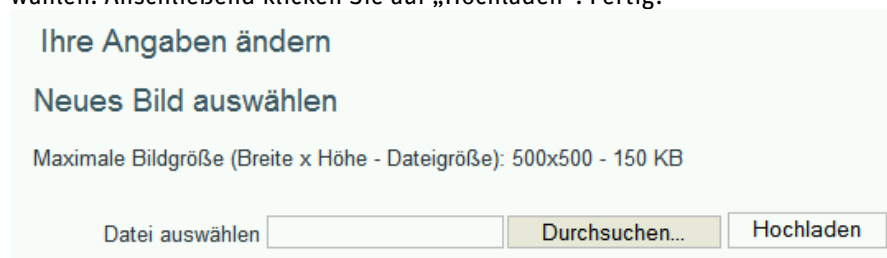 wählen. Anschließend klicken Sie auf „Hochladen“. Fertig.
Ihre Angaben ändern
Neues Bild auswählen
Maximale Bildgröße (Breite x Höhe - Dateigröße): 500x500 - 150 KB
Datei auswählen Durchsuchen... Hochladen